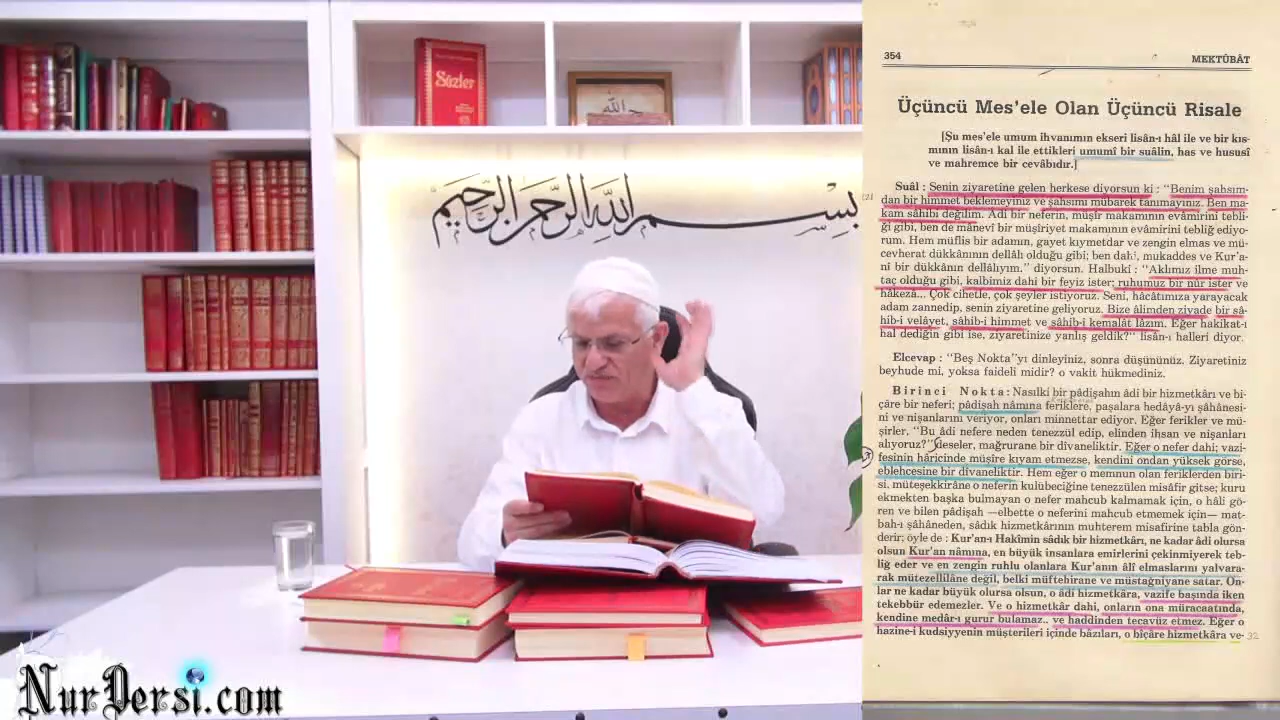 Sözler
بسم الله الرحمن الرحيم
NurDersi.com
354
MEKTÛBÂT
Üçüncü Mes'ele Olan Üçüncü Risale
[Şu mes'ele umum ihvanımın ekseri lisân-ı hâl ile ve bir kıs-
mının lisân-ı kal ile ettikleri umumî bir suâlin, has ve hususî
ve mahremce bir cevâbıdır.]
Suâl : Senin ziyaretine gelen herkese diyorsun ki : "Benim şahsım-
dan bir himmet beklemeyiniz ve şahsımı mübarek tanımayınız. Ben ma-
kam sâhibi değilim. Âdi bir neferin, müşir makamının evâmirini tebli-
ği gibi, ben de mânevî bir müşîriyet makamının evâmirini tebliğ ediyo-
rum. Hem müflis bir adamın, gayet kıymetdar ve zengin elmas ve mü-
cevherat dükkânının dellâlı olduğu gibi; ben dahi, mukaddes ve Kur'a-
nî bir dükkânın dellâlıyım." diyorsun. Halbuki : "Aklımız ilme muh-
taç olduğu gibi, kalbimiz dahi bir feyiz ister; ruhumuz bir nûr ister ve
hâkeza... Çok cihetle, çok şeyler istiyoruz. Seni, hâcâtımıza yarayacak
adam zannedip, senin ziyaretine geliyoruz. Bize âlimden ziyade bir sâ-
hib-i velâyet, sâhib-i himmet ve sâhib-i kemalât lâzım. Eğer hakikat-ı
hal dediğin gibi ise, ziyaretinize yanlış geldik?" lisân-ı halleri diyor.
Elcevap : "Beş Nokta"yı dinleyiniz, sonra düşününüz. Ziyaretiniz
beyhude mi, yoksa faideli midir? o vakit hükmediniz.
Birinci Nokta: Nasılki bir pâdişahın âdi bir hizmetkârı ve bi-
çâre bir neferi; pâdişah nâmına feriklere, paşalara hedâyâ-yı şâhânesi-
ni ve nişanlarını veriyor, onları minnettar ediyor. Eğer ferikler ve mü-
şirler, "Bu âdi nefere neden tenezzül edip, elinden ihsan ve nişanları
alıyoruz?" deseler, mağrurane bir divaneliktir. Eğer o nefer dahi; vazi-
fesinin hâricinde müşîre kıyam etmezse, kendini ondan yüksek görse,
eblehcesine bir divaneliktir. Hem eğer o memnun olan feriklerden biri-
si, müteşekkirâne o neferin kulübeciğine tenezzülen misâfir gitse; kuru
ekmekten başka bulunmayan o nefer mahcub kalmamak için, o hâli gö-
ren ve bilen pâdişah —elbette o neferini mahcub etmemek için— mat-
bah-ı şâhâneden, sâdık hizmetkârının muhterem misafirine tabla gön-
derir; öyle de : Kur'an-ı Hakîmin sâdık bir hizmetkârı, ne kadar âdi olursa
olsun Kur'an nâmına, en büyük insanlara emirlerini çekinmiyerek teb-
liğ eder ve en zengin ruhlu olanlara Kur'anın âlî elmaslarını yalvara-
rak mütezellilâne değil, belki müftehirane ve müstağniyane satar. On-
lar ne kadar büyük olursa olsun, o âdi hizmetkâra, vazife başında iken
tekebbür edemezler. Ve o hizmetkâr dahi, onların ona müracaatında,
kendine medâr-ı gurur bulamaz.. ve haddinden tecavüz etmez. Eğer o
hazine-i kudsiyyenin müşterileri içinde bâzıları, o biçâre hizmetkâra ve-
32